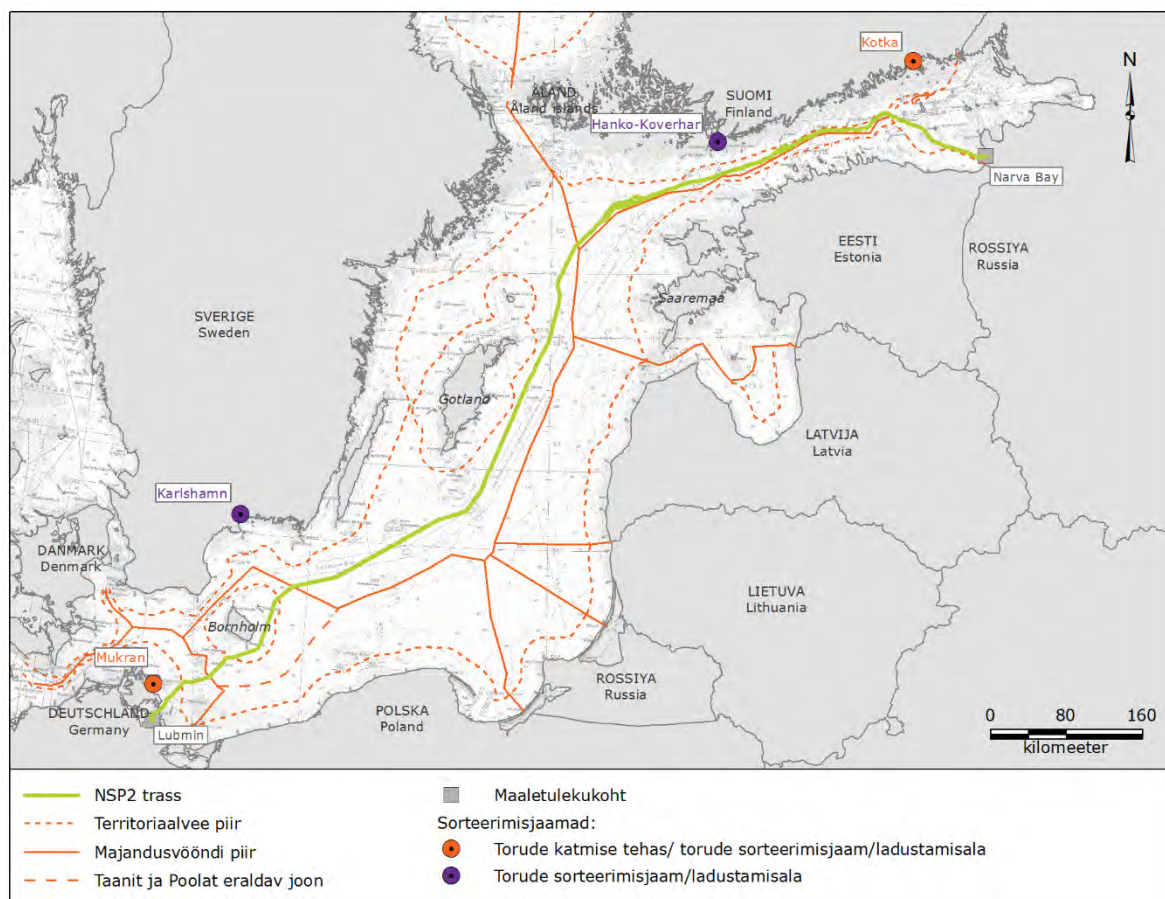 Kotka
N
ÅLAND
Åland islands
SUOMI
Finland
Hanko-Koverhar
Narva Bay
EESTI
Estonia
ROSSIYA
Russia
SVERIGE
Sweden
Saaremaa
Gotland
LATVIJA
Latvia
Karlshamn
DANMARK
Denmark
LIETUVA
Lithuania
Bornholm
Mukran
ROSSIYA
Russia
DEUTSCHLAND
Germany
Lubmin
POLSKA
Poland
0 80 160
kilomeeter
NSP2 trass
Territoriaalvee piir
Majandusvööndi piir
Taanit ja Poolat eraldav joon
Maaletulekukoht
Sorteerimisjaamad:
Torude katmise tehas/ torude sorteerimisjaam/ladustamisala
Torude sorteerimisjaam/ladustamisala